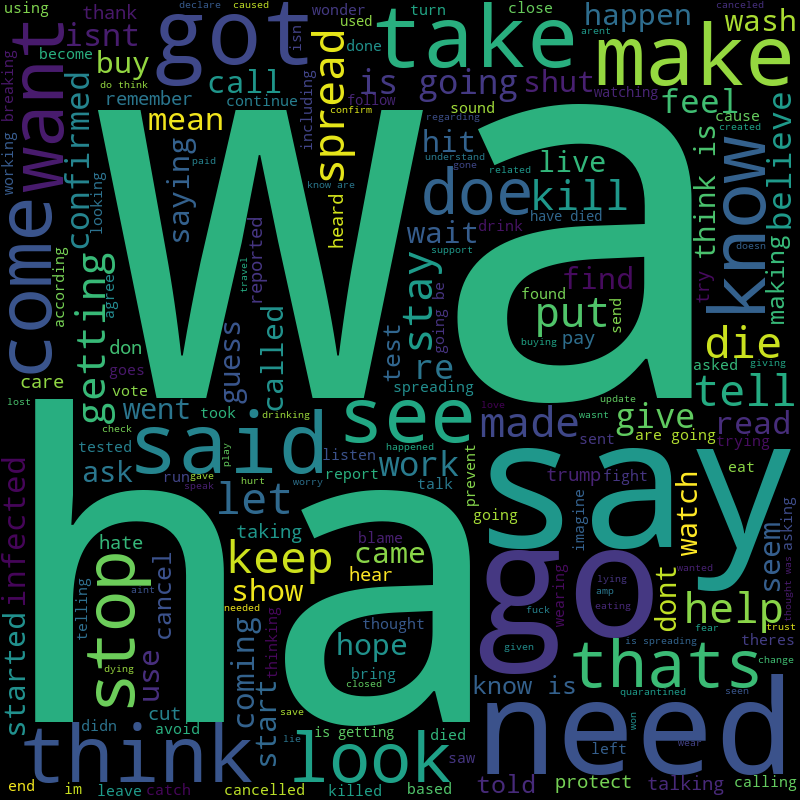 declare
caused
wonder
turn
close
canceled
using
thank
isnt
got
isn
take
used
done
happen
make
wash
become
buy
do think
call
is going
shut
watching
feel
arent
breaking
want
confirmed
remember
continue
including
spread
follow
sound
cause
created
working
mean
confirm
regarding
hit
live
believe
looking
saying
paid
wa
understand
gone
related
doe
kill
think is
know
come
know are
have died
according
getting
heard
wait
drink
doesn
agree
reported
travel
support
stay
going be
find
try
making
found
put
send
die
goes
don
guess
called
test
re
buying
pay
asked
giving
care
vote
took
spreading
update
tell
lost
went
said
drinking
love
see
made
wasnt
give
read
check
tested
ask
run
gave
play
happened
listen
work
prevent
sent
are going
trying
ha
speak
hurt
worry
report
talk
say
trump
fight
watch
eat
infected
stop
hate
let
taking
going
imagine
seem
asking
cancel
keep
blame
came
go
wearing
lying
amp
wanted
telling
aint
show
hear
eating
dont
help
thought was
trust
started
use
needed
thinking
thought
hope
fuck
given
is spreading
fear
theres
dying
coming
start
closed
bring
know is
thats
change
didn
cut
avoid
save
is getting
died
quarantined
seen
think
lie
look
saw
need
won
wear
left
end
im
leave
catch
cancelled
killed
based
told
protect
talking
calling